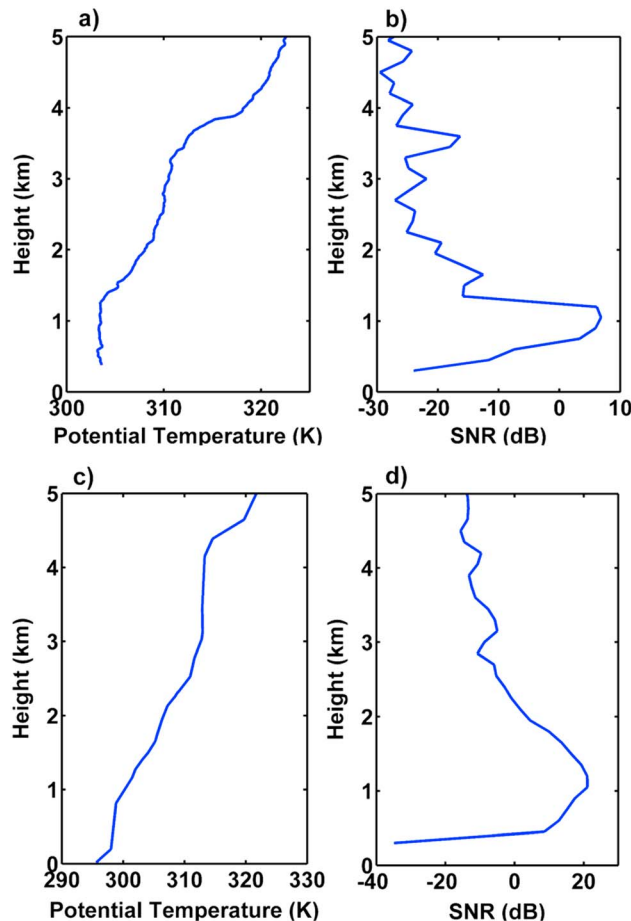 a)
b)
5
4
3
2
1
0
Height (km)
300 310 320
Potential Temperature (K)
5
4
3
2
1
0
Height (km)
-30 -20 -10 0 10
SNR (dB)
c)
d)
5
4
3
2
1
0
Height (km)
290 300 310 320 330
Potential Temperature (K)
5
4
3
2
1
0
Height (km)
-40 -20 0 20
SNR (dB)